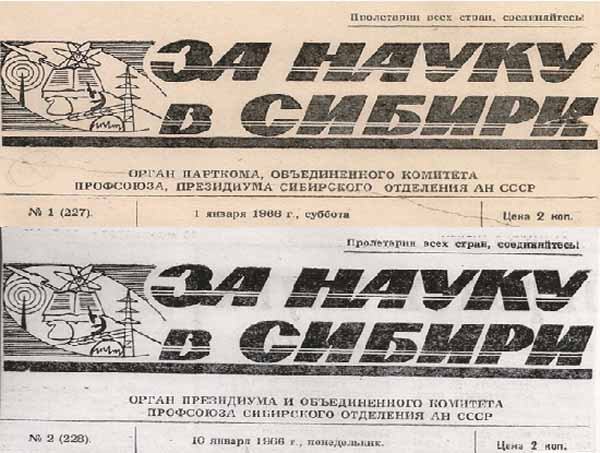 Пролетарии всех стран, соединяйтесь!
ЗА НАУКУ
В СИБИРИ
ОРГАН ПАРТКОМА, ОБЪЕДИНЕННОГО КОМИТЕТА
ПРОФСОЮЗА, ПРЕЗИДИУМА СИБИРСКОГО ОТДЕЛЕНИЯ АН СССР
№ 1 (227). 1 января 1966 г., суббота Цена 2 коп.
Пролетарии всех стран, соединяйтесь!
ЗА НАУКУ
В СИБИРИ
ОРГАН ПРЕЗИДИУМА И ОБЪЕДИНЕННОГО КОМИТЕТА
ПРОФСОЮЗА СИБИРСКОГО ОТДЕЛЕНИЯ АН СССР
№ 2 (228). 10 января 1966 г., понедельник. Цена 2 коп.